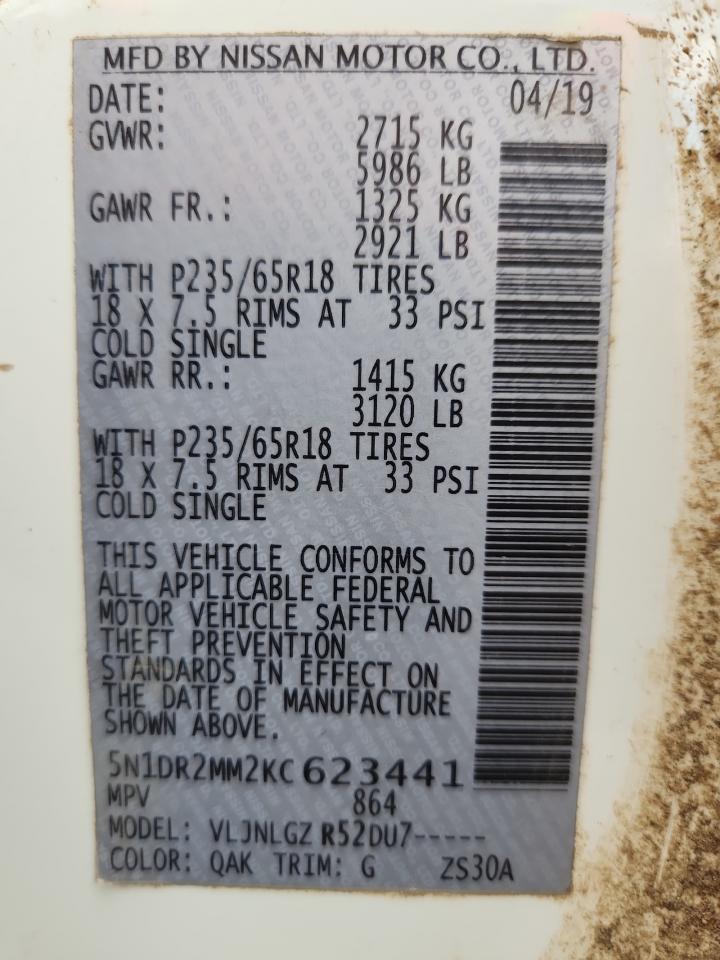 MFD BY NISSAN MOTOR CO., LTD.
DATE: 04/19
GVWR: 2715 KG
5986 LB
GAWR FR.: 1325 KG
2921 LB
WITH P235/65R18 TIRES
18 X 7.5 RIMS AT 33 PSI
COLD SINGLE
GAWR RR.: 1415 KG
3120 LB
WITH P235/65R18 TIRES
18 X 7.5 RIMS AT 33 PSI
COLD SINGLE
THIS VEHICLE CONFORMS TO
ALL APPLICABLE FEDERAL
MOTOR VEHICLE SAFETY AND
THEFT PREVENTION
STANDARDS IN EFFECT ON
THE DATE OF MANUFACTURE
SHOWN ABOVE.
5N1DR2MM2KC623441
MPV 864
MODEL: VLJNLGZ R52DU7-----
COLOR: QAK TRIM: G ZS30A